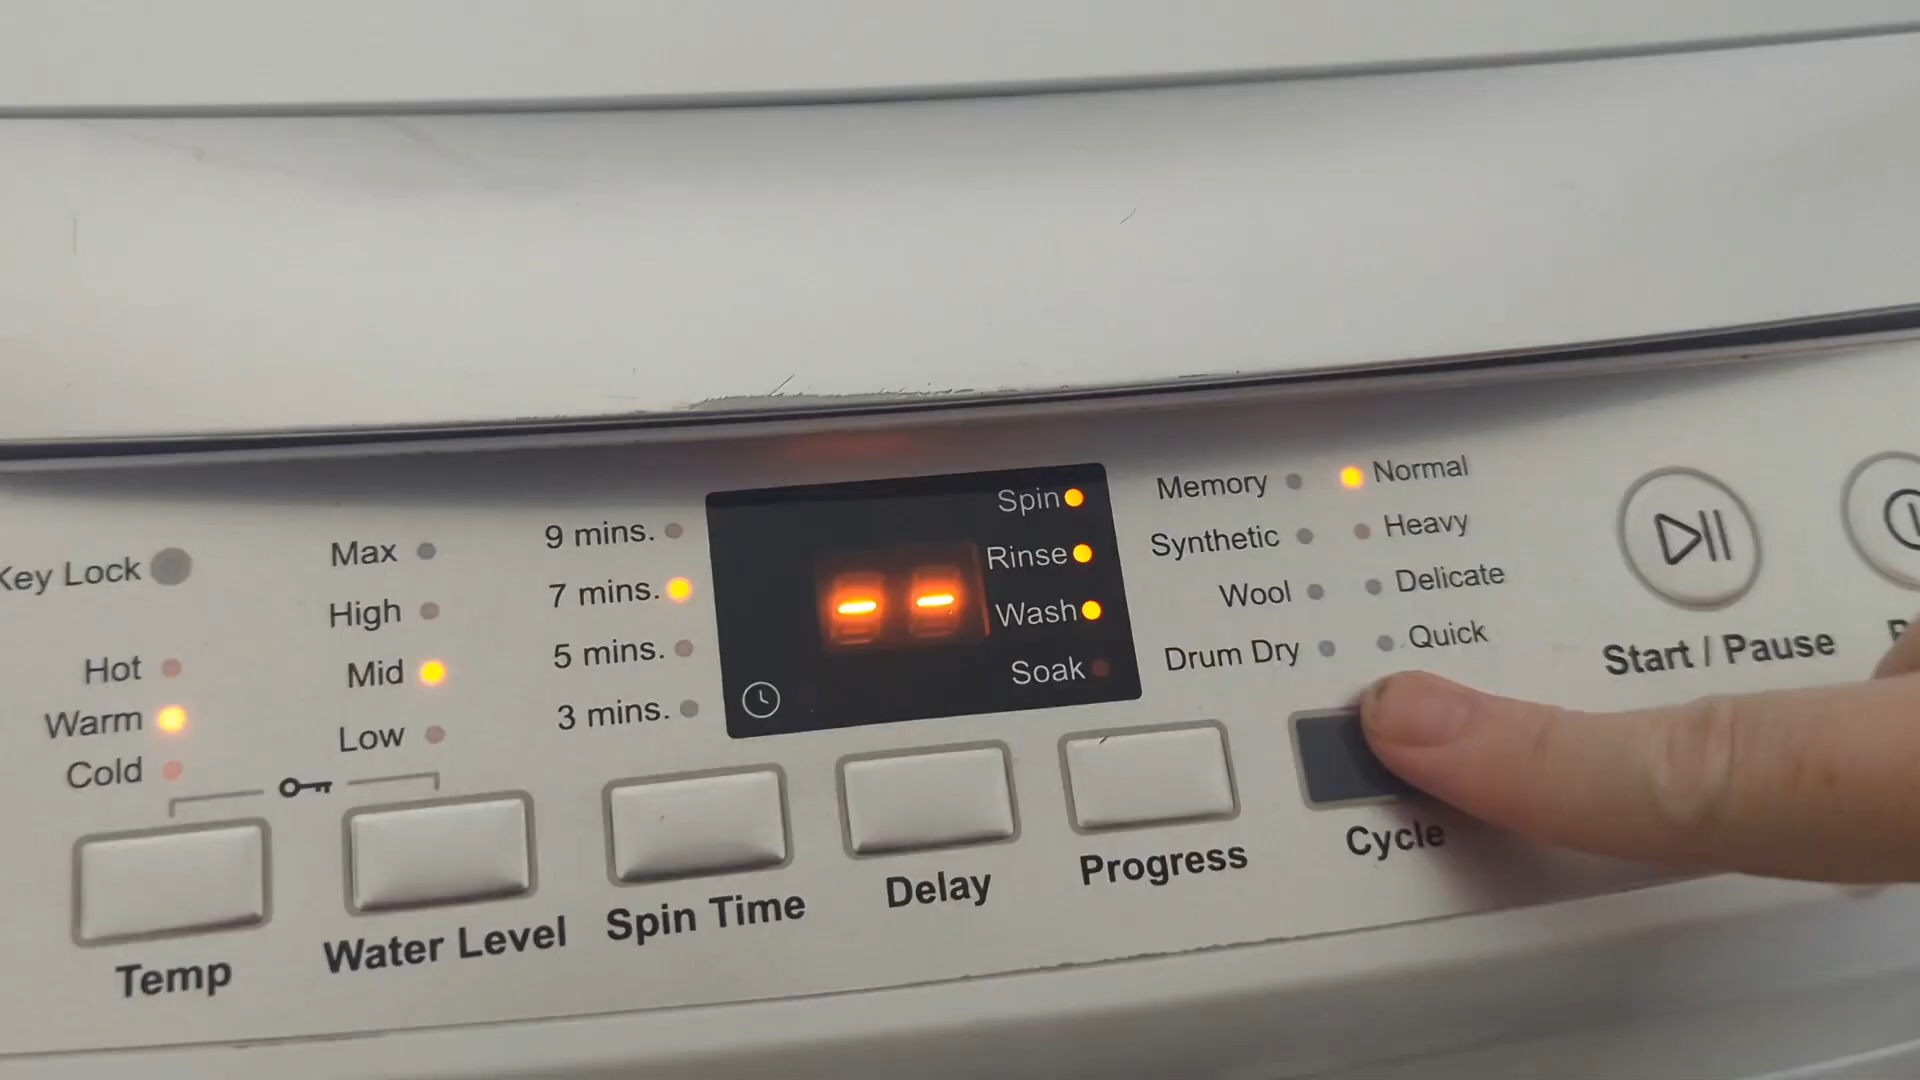 Key Lock
Hot
Warm
Cold
Max
High
Mid
Low
9 mins.
7 mins.
5 mins.
3 mins.
--
Spin
Rinse
Wash
Soak
Memory
Synthetic
Wool
Drum Dry
Normal
Heavy
Delicate
Quick
Temp
Water Level
Spin Time
Delay
Progress
Cycle
Start / Pause